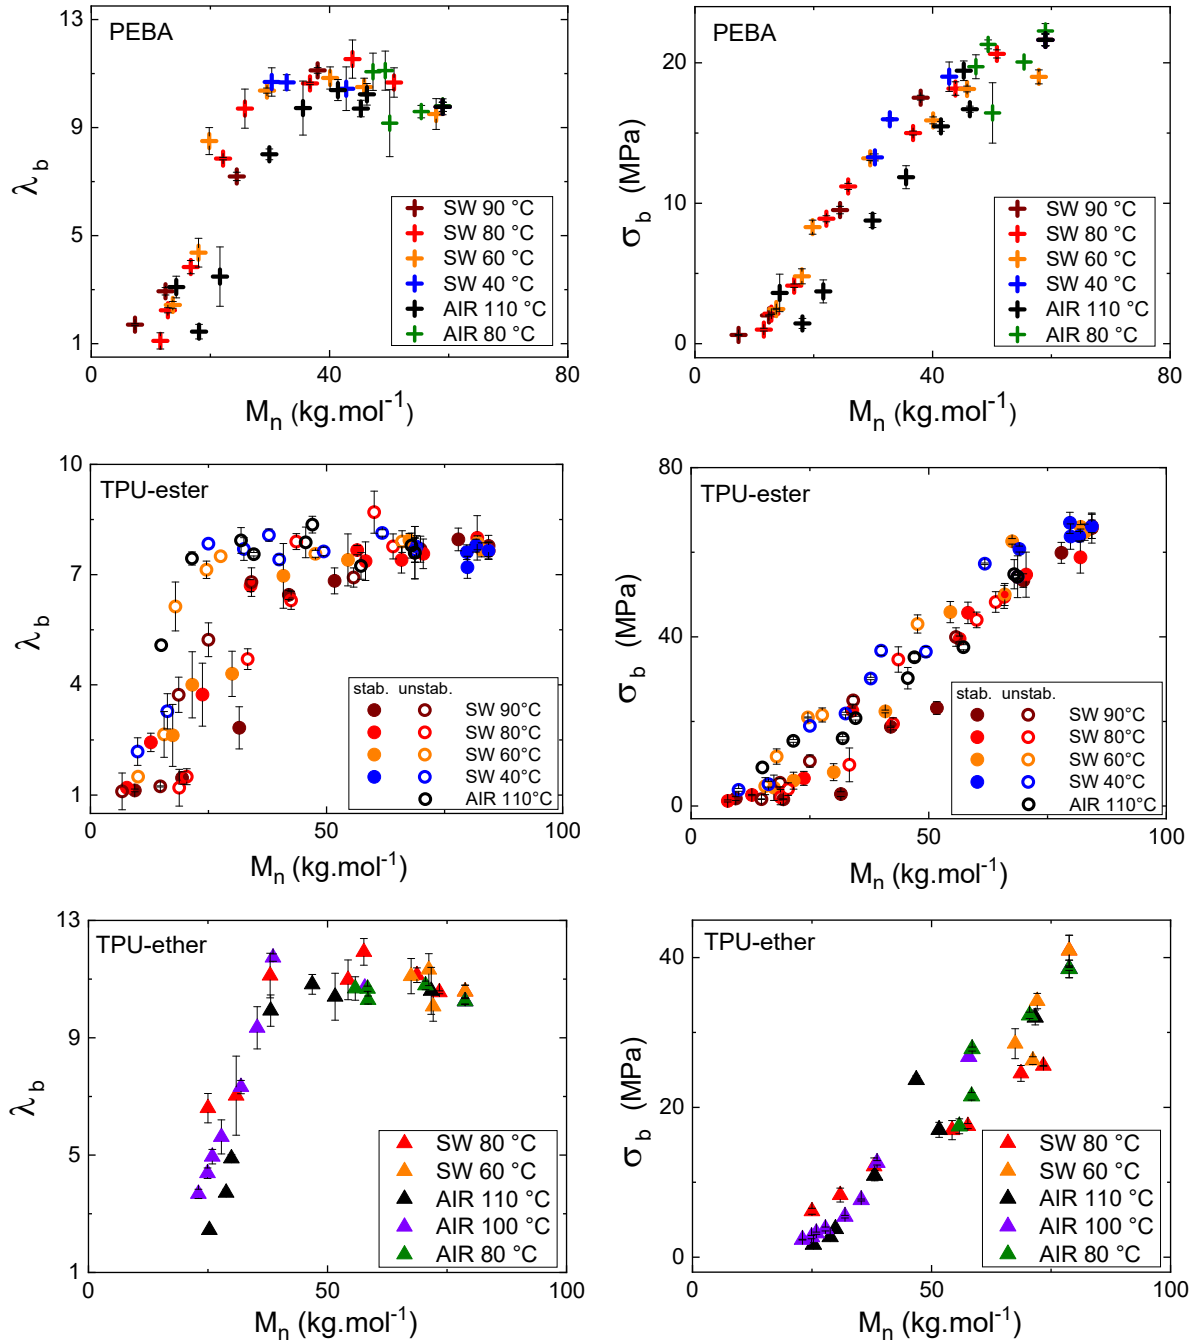 PEBA
13
9
5
1
λb
SW 90 °C
SW 80 °C
SW 60 °C
SW 40 °C
AIR 110 °C
AIR 80 °C
0
40
80
Mn (kg.mol-1)
PEBA
20
10
0
σb (MPa)
SW 90 °C
SW 80 °C
SW 60 °C
SW 40 °C
AIR 110 °C
AIR 80 °C
0
40
80
Mn (kg.mol-1)
TPU-ester
10
7
4
1
λb
stab. unstab.
SW 90°C
SW 80°C
SW 60°C
SW 40°C
AIR 110°C
0
50
100
Mn (kg.mol-1)
TPU-ester
80
40
0
σb (MPa)
stab. unstab.
SW 90°C
SW 80°C
SW 60°C
SW 40°C
AIR 110°C
0
50
100
Mn (kg.mol-1)
TPU-ether
13
9
5
1
λb
SW 80 °C
SW 60 °C
AIR 110 °C
AIR 100 °C
AIR 80 °C
0
50
100
Mn (kg.mol-1)
TPU-ether
40
20
0
σb (MPa)
SW 80 °C
SW 60 °C
AIR 110 °C
AIR 100 °C
AIR 80 °C
0
50
100
Mn (kg.mol-1)